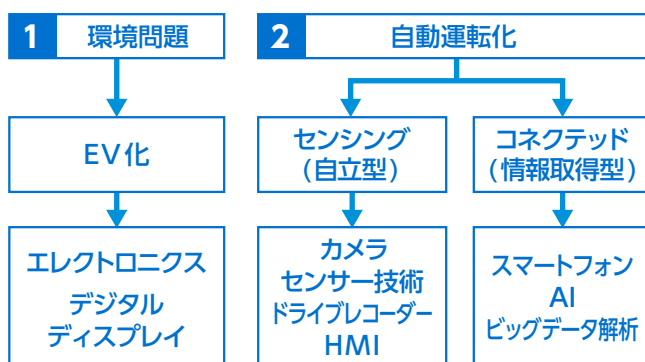 1 環境問題
EV化
エレクトロニクス
デジタル
ディスプレイ
2 自動運転化
センシング
(自立型)
カメラ
センサー技術
ドライブレコーダー
HMI
コネクテッド
(情報取得型)
スマートフォン
AI
ビッグデータ解析